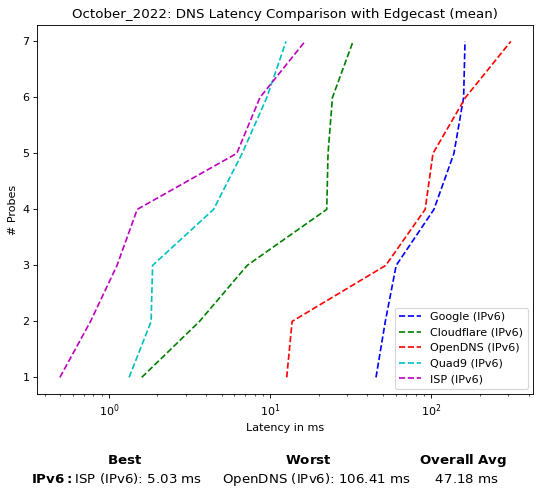 October_2022: DNS Latency Comparison with Edgecast (mean)
7
6
5
4
3
2
1
# Probes
10⁰
10¹
10²
Latency in ms
Google (IPv6)
Cloudflare (IPv6)
OpenDNS (IPv6)
Quad9 (IPv6)
ISP (IPv6)
Best Worst Overall Avg
IPv6: ISP (IPv6): 5.03 ms OpenDNS (IPv6): 106.41 ms 47.18 ms